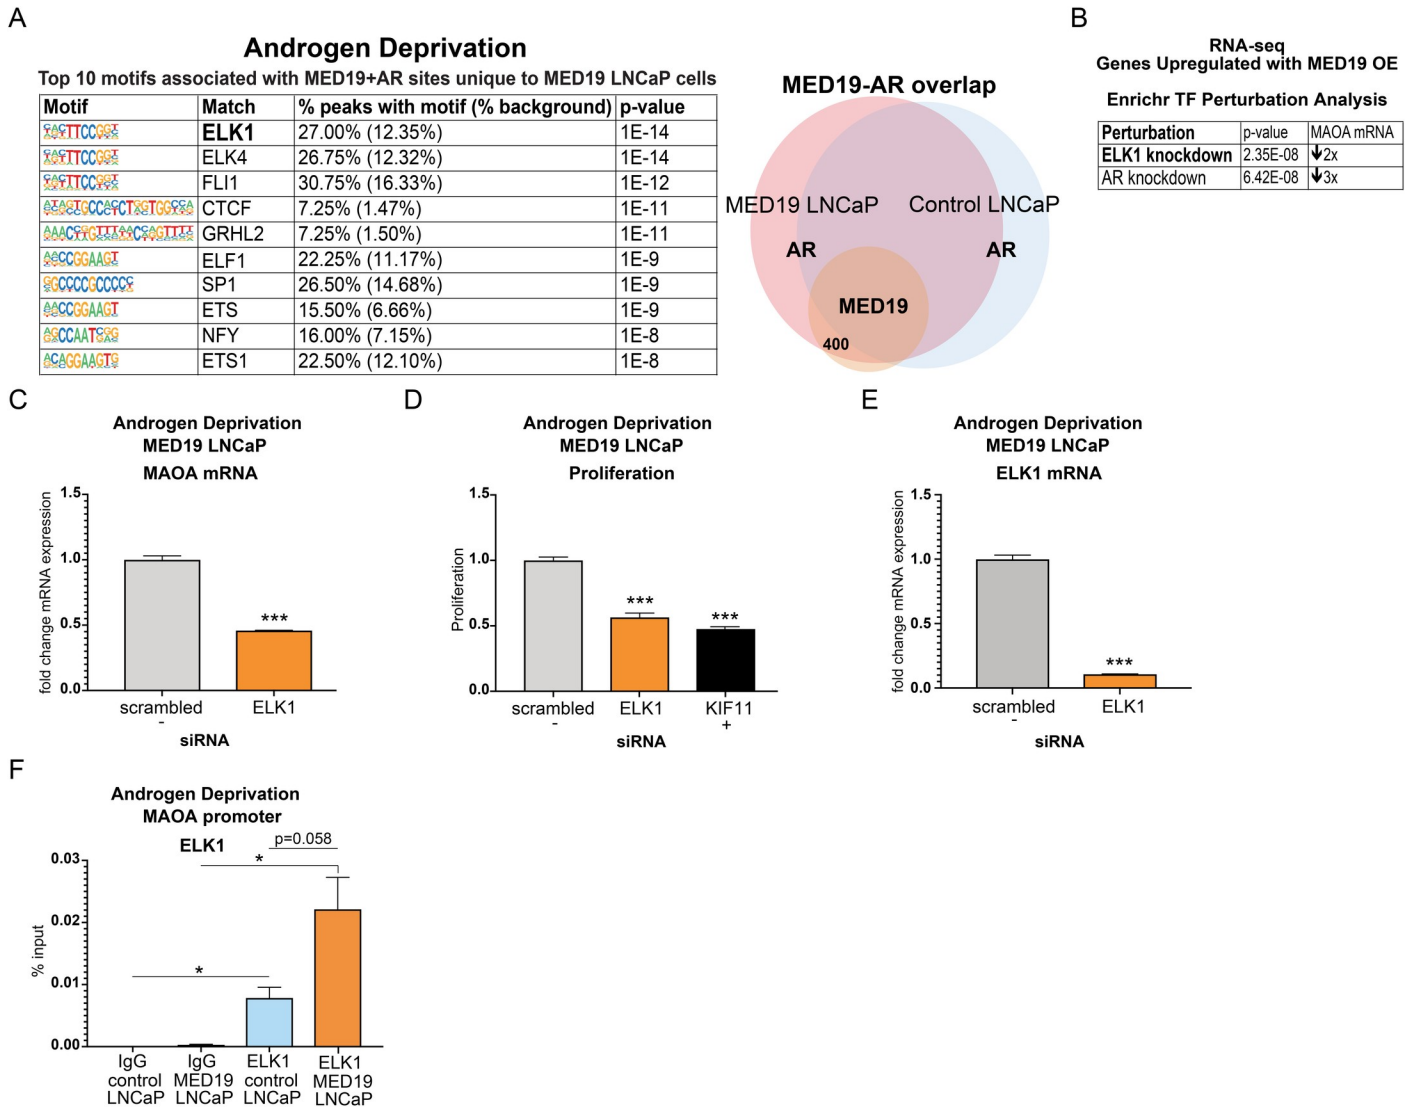 A
Androgen Deprivation
Top 10 motifs associated with MED19+AR sites unique to MED19 LNCaP cells
Motif Match % peaks with motif (% background) p-value
ELK1 27.00% (12.35%) 1E-14
ELK4 26.75% (12.32%) 1E-14
FLI1 30.75% (16.33%) 1E-12
CTCF 7.25% (1.47%) 1E-11
GRHL2 7.25% (1.50%) 1E-11
ELF1 22.25% (11.17%) 1E-9
SP1 26.50% (14.68%) 1E-9
ETS 15.50% (6.66%) 1E-9
NFY 16.00% (7.15%) 1E-8
ETS1 22.50% (12.10%) 1E-8
MED19-AR overlap
MED19 LNCaP Control LNCaP
AR AR
MED19
400
B
RNA-seq
Genes Upregulated with MED19 OE
Enrichr TF Perturbation Analysis
Perturbation p-value MAOA mRNA
ELK1 knockdown 2.35E-08 ↓2x
AR knockdown 6.42E-08 ↓3x
C
Androgen Deprivation
MED19 LNCaP
MAOA mRNA
fold change mRNA expression
1.5
1.0
0.5
0.0
***
scrambled ELK1
-
siRNA
D
Androgen Deprivation
MED19 LNCaP
Proliferation
Proliferation
1.5
1.0
0.5
0.0
***
***
scrambled ELK1 KIF11
- +
siRNA
E
Androgen Deprivation
MED19 LNCaP
ELK1 mRNA
fold change mRNA expression
1.5
1.0
0.5
0.0
***
scrambled ELK1
-
siRNA
F
Androgen Deprivation
MAOA promoter
ELK1
p=0.058
*
*
% input
0.03
0.02
0.01
0.00
IgG control LNCaP
IgG MED19 LNCaP
ELK1 control LNCaP
ELK1 MED19 LNCaP